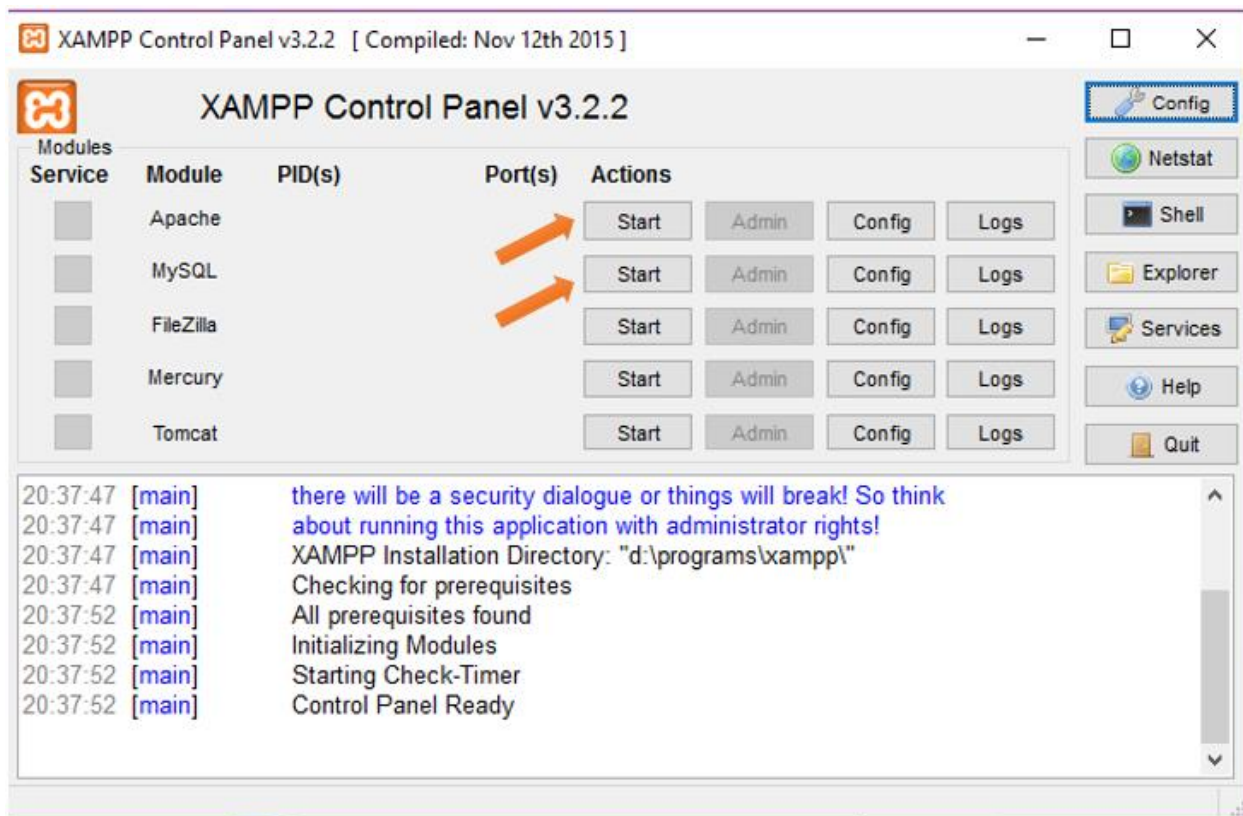 XAMPP Control Panel v3.2.2 [ Compiled: Nov 12th 2015 ]
XAMPP Control Panel v3.2.2
Config
Modules
Service Module PID(s) Port(s) Actions
Netstat
Apache Start Admin Config Logs
Shell
MySQL Start Admin Config Logs
Explorer
FileZilla Start Admin Config Logs
Services
Mercury Start Admin Config Logs
Help
Tomcat Start Admin Config Logs
Quit
20:37:47 [main] there will be a security dialogue or things will break! So think
20:37:47 [main] about running this application with administrator rights!
20:37:47 [main] XAMPP Installation Directory: "d:\programs\xampp\"
20:37:47 [main] Checking for prerequisites
20:37:52 [main] All prerequisites found
20:37:52 [main] Initializing Modules
20:37:52 [main] Starting Check-Timer
20:37:52 [main] Control Panel Ready